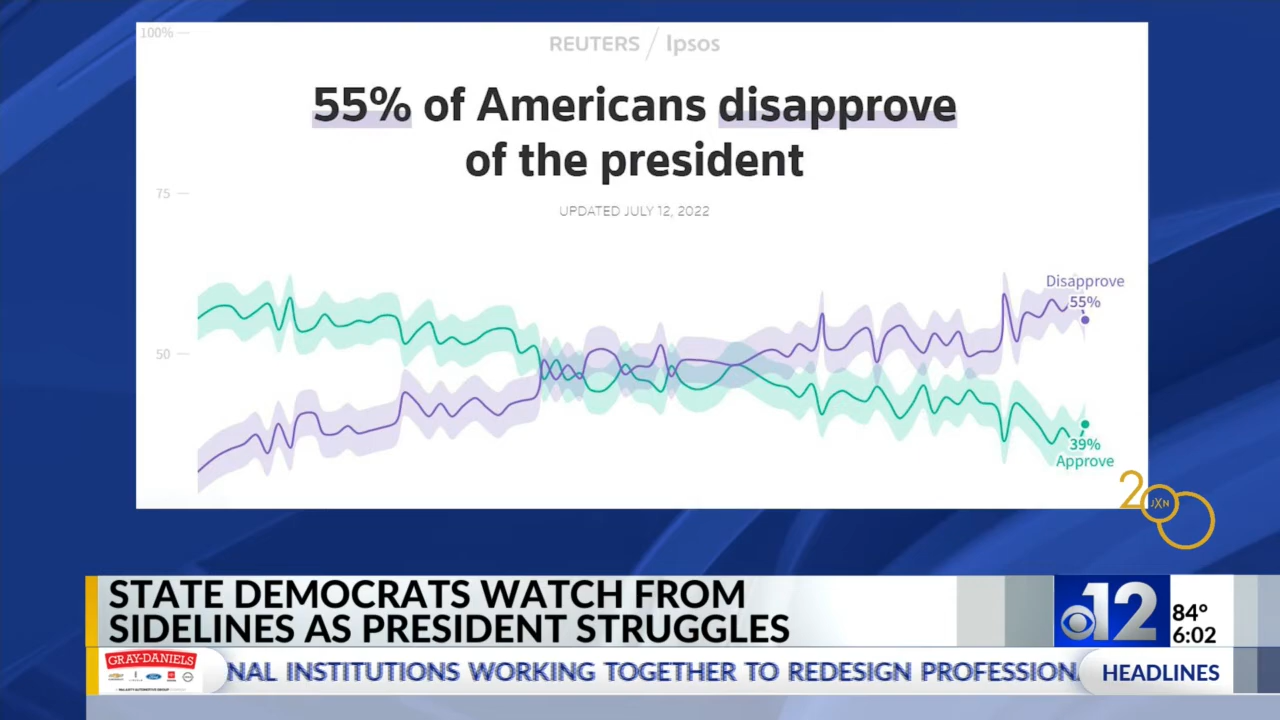 100%
REUTERS / Ipsos
55% of Americans disapprove
of the president
75
UPDATED JULY 12, 2022
Disapprove
55%
50
39%
Approve
200
JXN
STATE DEMOCRATS WATCH FROM
SIDELINES AS PRESIDENT STRUGGLES
12
84°
6:02
GRAY-DANIELS
NAL INSTITUTIONS WORKING TOGETHER TO REDESIGN PROFESSION
HEADLINES